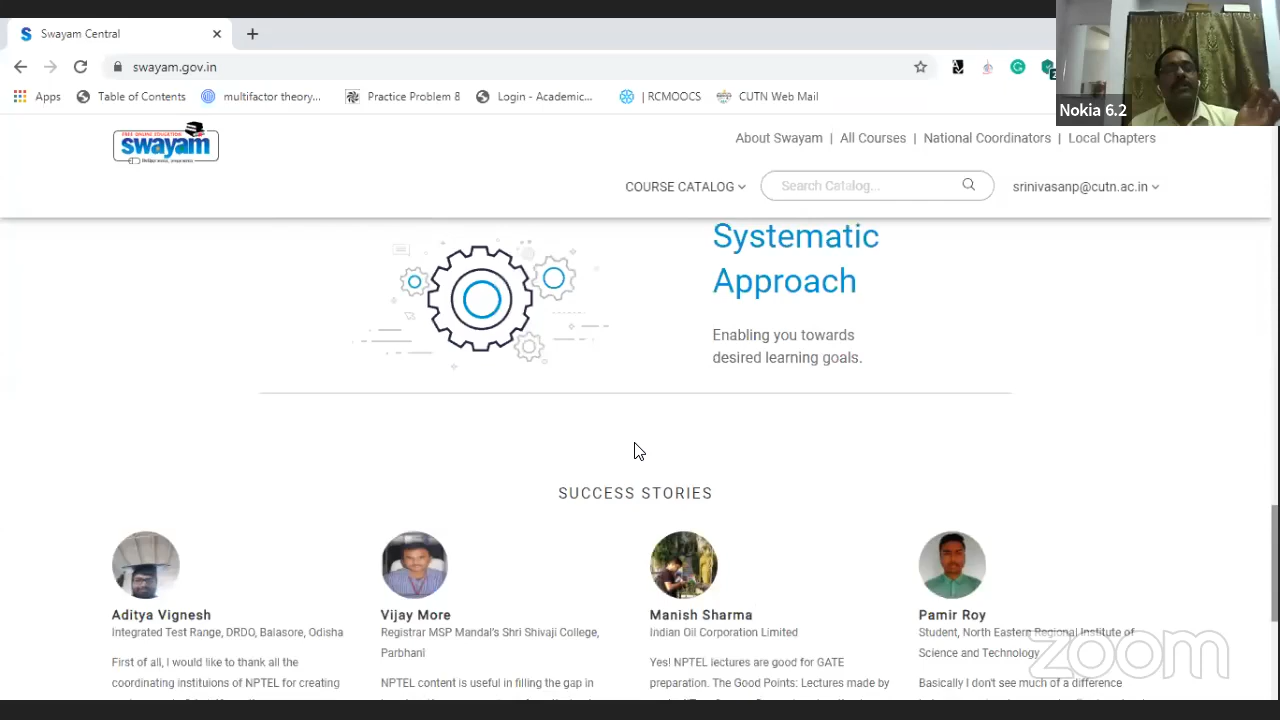 Swayam Central
swayam.gov.in
Apps
Table of Contents
multifactor theory...
Practice Problem 8
Login - Academic...
| RCMOOCS
CUTN Web Mail
Nokia 6.2
FREE ONLINE EDUCATION
swayam
About Swayam | All Courses | National Coordinators | Local Chapters
COURSE CATALOG
Search Catalog...
srinivasanp@cutn.ac.in
Systematic
Approach
Enabling you towards
desired learning goals.
SUCCESS STORIES
Aditya Vignesh
Integrated Test Range, DRDO, Balasore, Odisha
First of all, I would like to thank all the
coordinating instituions of NPTEL for creating
Vijay More
Registrar MSP Mandal's Shri Shivaji College,
Parbhani
NPTEL content is useful in filling the gap in
Manish Sharma
Indian Oil Corporation Limited
Yes! NPTEL lectures are good for GATE
preparation. The Good Points: Lectures made by
Pamir Roy
Student, North Eastern Regional Institute of
Science and Technology
Basically I don't see much of a difference
zoom